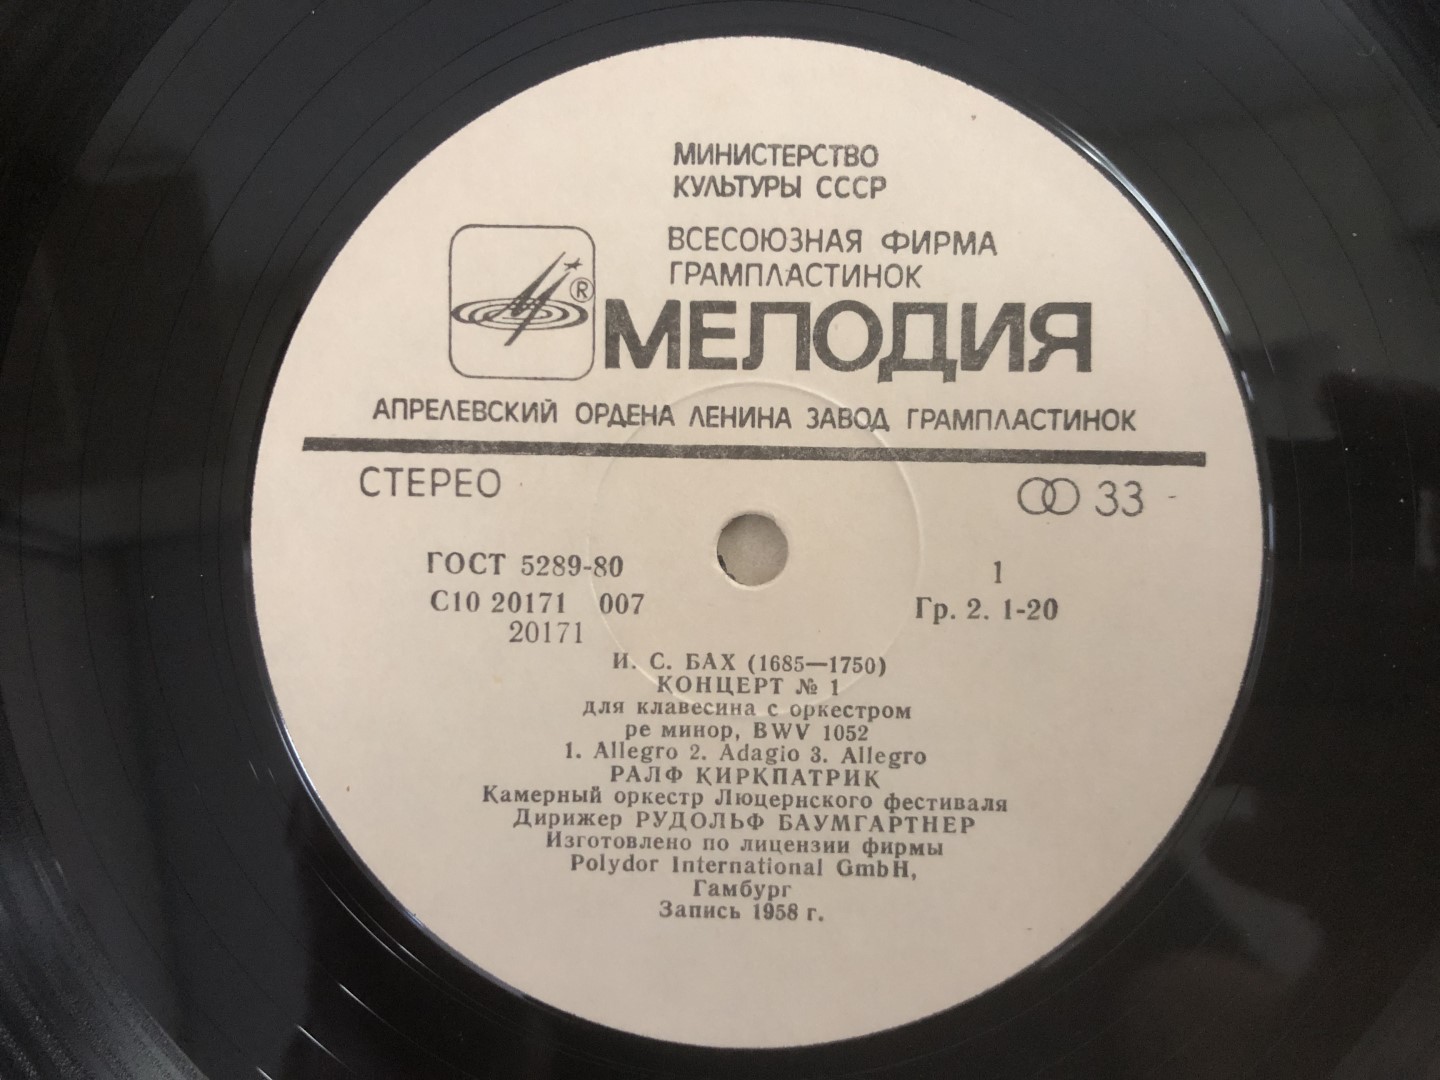 МИНИСТЕРСТВО
КУЛЬТУРЫ СССР
ВСЕСОЮЗНАЯ ФИРМА
ГРАМПЛАСТИНОК
®
МЕЛОДИЯ
АПРЕЛЕВСКИЙ ОРДЕНА ЛЕНИНА ЗАВОД ГРАМПЛАСТИНОК
СТЕРЕО
33
ГОСТ 5289-80
1
С10 20171 007
Гр. 2. 1-20
20171
И. С. БАХ (1685—1750)
КОНЦЕРТ № 1
для клавесина с оркестром
ре минор, BWV 1052
1. Allegro 2. Adagio 3. Allegro
РАЛФ КИРКПАТРИК
Камерный оркестр Люцернского фестиваля
Дирижер РУДОЛЬФ БАУМГАРТНЕР
Изготовлено по лицензии фирмы
Polydor International GmbH,
Гамбург
Запись 1958 г.